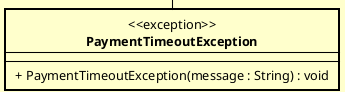 <<exception>>
PaymentTimeoutException
+ PaymentTimeoutException(message : String) : void